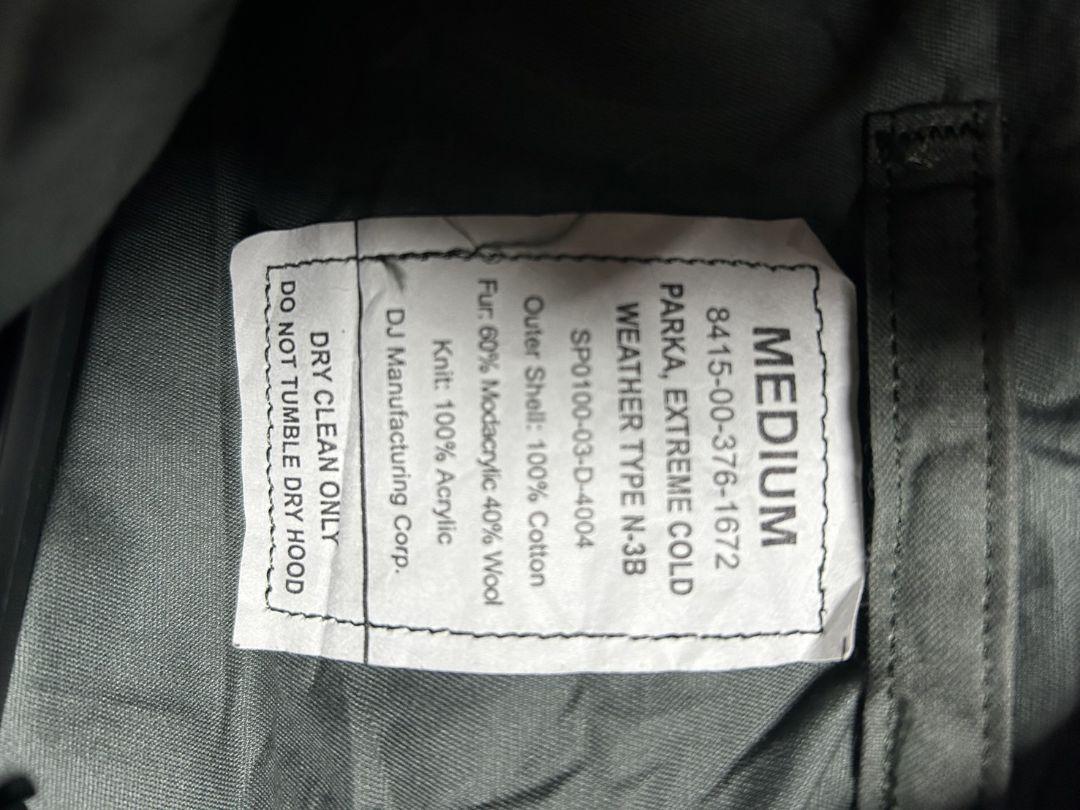 MEDIUM
8415-00-376-1672
PARKA, EXTREME COLD
WEATHER TYPE N-3B
SP0100-03-D-4004
Outer Shell: 100% Cotton
Fur: 60% Modacrylic 40% Wool
Knit: 100% Acrylic
DJ Manufacturing Corp.
DRY CLEAN ONLY
DO NOT TUMBLE DRY HOOD